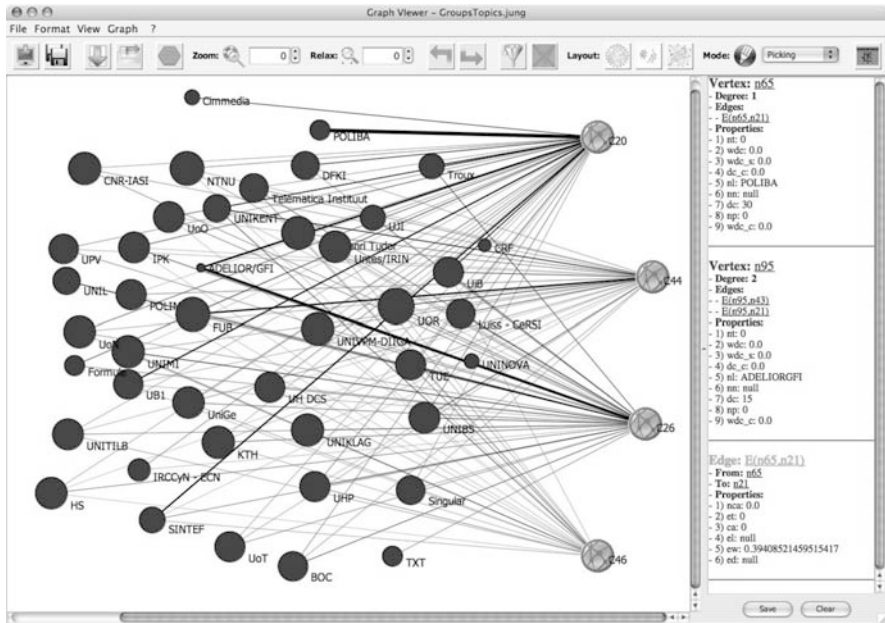 Graph Viewer – GroupsTopics.jung
File Format View Graph ?
Zoom: 0 Relax: 0 Layout: Mode: Picking
Cimmedia
POLIBA
C20
CNR-IASI
NTNU
DFKI
Troux
Telematica Instituut
UoO
UNIKENT
UJI
UPV
IPK
Tudor
Unites/IRIN
CRF
ADELIOR/GFI
UNIL
UiB
C44
POLIM
FUB
UOR
Luiss - CeRSI
UoN
UNIMI
UNIVPM-DIIGA
UNINOVA
Formula
UB1
UH DCS
TUE
UniGe
C26
UNITILB
KTH
UNIKLAG
UNIBS
IRCCyN - ECN
HS
UHP
Singular
SINTEF
UoT
BOC
TXT
C46
Vertex: n65
- Degree: 1
- Edges:
- - E(n65,n21)
- Properties:
- 1) nt: 0
- 2) wdc: 0.0
- 3) wdc_s: 0.0
- 4) dc_c: 0.0
- 5) nl: POLIBA
- 6) nn: null
- 7) dc: 30
- 8) np: 0
- 9) wdc_c: 0.0
Vertex: n95
- Degree: 2
- Edges:
- - E(n95,n43)
- - E(n95,n21)
- Properties:
- 1) nt: 0
- 2) wdc: 0.0
- 3) wdc_s: 0.0
- 4) dc_c: 0.0
- 5) nl: ADELIORGFI
- 6) nn: null
- 7) dc: 15
- 8) np: 0
- 9) wdc_c: 0.0
Edge: E(n65,n21)
- From: n65
- To: n21
- Properties:
- 1) nca: 0.0
- 2) et: 0
- 3) ca: 0
- 4) el: null
- 5) ew: 0.39408521459515417
- 6) ed: null
Save Clear